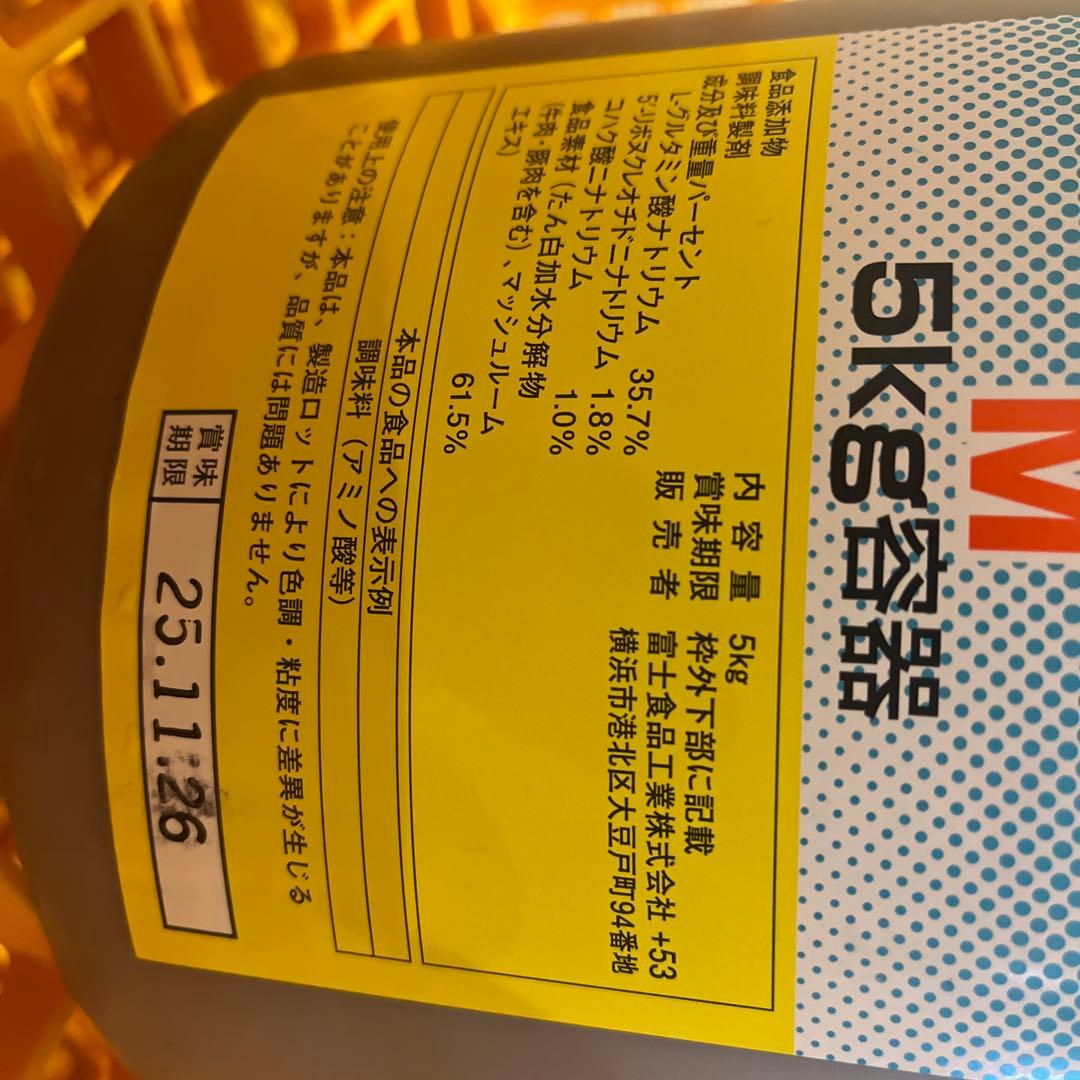 M
5kg容器
食品添加物
調味料製剤
成分及び重量パーセント
L-グルタミン酸ナトリウム 35.7%
5'-リボヌクレオチドニナトリウム 1.8%
コハク酸ニナトリウム 1.0%
食品素材(たん白加水分解物
(牛肉・豚肉を含む)、マッシュルーム
エキス) 61.5%
内容量 5kg
賞味期限 枠外下部に記載
販売者 富士食品工業株式会社 +53
横浜市港北区大豆戸町94番地
本品の食品への表示例
調味料(アミノ酸等)
使用上の注意:本品は、製造ロットにより色調・粘度に差異が生じる
ことがありますが、品質には問題ありません。
賞味
期限
25.11.26